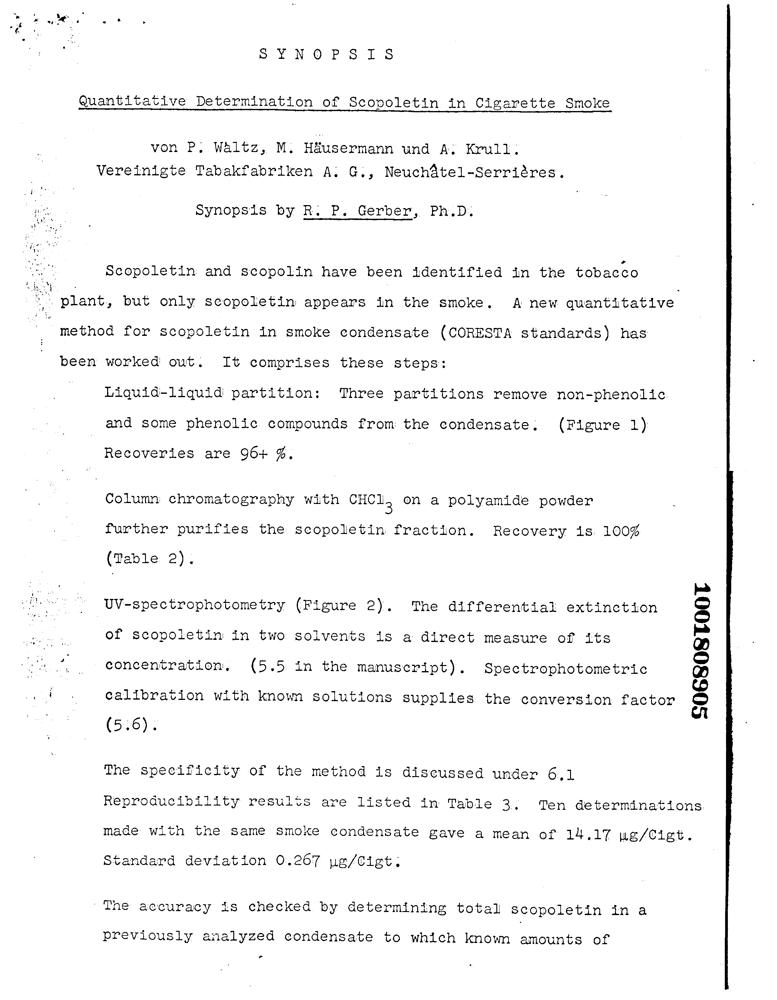 S Y N O P S I S
Quantitative Determination of Scopoletin in Cigarette Smoke
von P. Waltz, M. Häusermann und A. Krull.
Vereinigte Tabakfabriken A. G., Neuchâtel-Serrières.
Synopsis by R. P. Gerber, Ph.D.
Scopoletin and scopolin have been identified in the tobacco
plant, but only scopoletin appears in the smoke. A new quantitative
method for scopoletin in smoke condensate (CORESTA standards) has
been worked out. It comprises these steps:
Liquid-liquid partition: Three partitions remove non-phenolic
and some phenolic compounds from the condensate. (Figure 1)
Recoveries are 96+ %.
Column chromatography with CHCl3 on a polyamide powder
further purifies the scopoletin fraction. Recovery is 100%
(Table 2).
UV-spectrophotometry (Figure 2). The differential extinction
of scopoletin in two solvents is a direct measure of its
concentration. (5.5 in the manuscript). Spectrophotometric
calibration with known solutions supplies the conversion factor
(5.6).
The specificity of the method is discussed under 6.1
Reproducibility results are listed in Table 3. Ten determinations
made with the same smoke condensate gave a mean of 14.17 µg/Cigt.
Standard deviation 0.267 µg/Cigt.
The accuracy is checked by determining total scopoletin in a
previously analyzed condensate to which known amounts of
1001808905